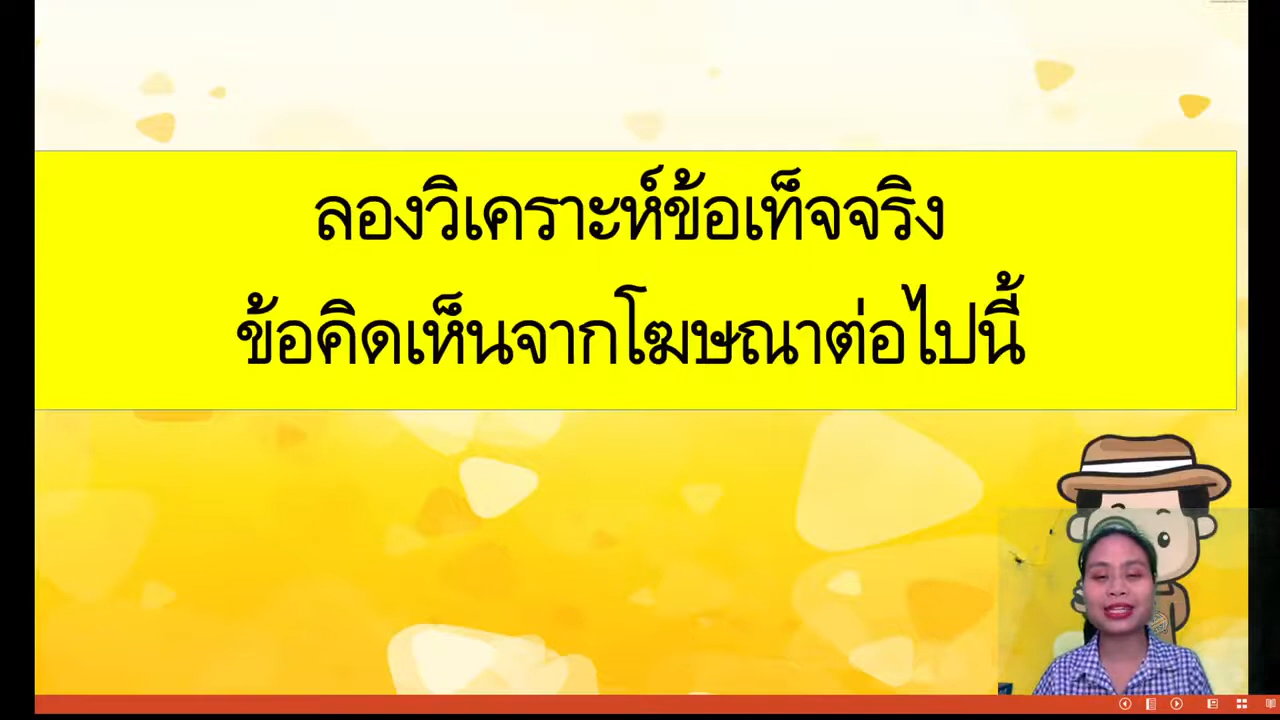 ลองวิเคราะห์ข้อเท็จจริง
ข้อคิดเห็นจากโฆษณาต่อไปนี้